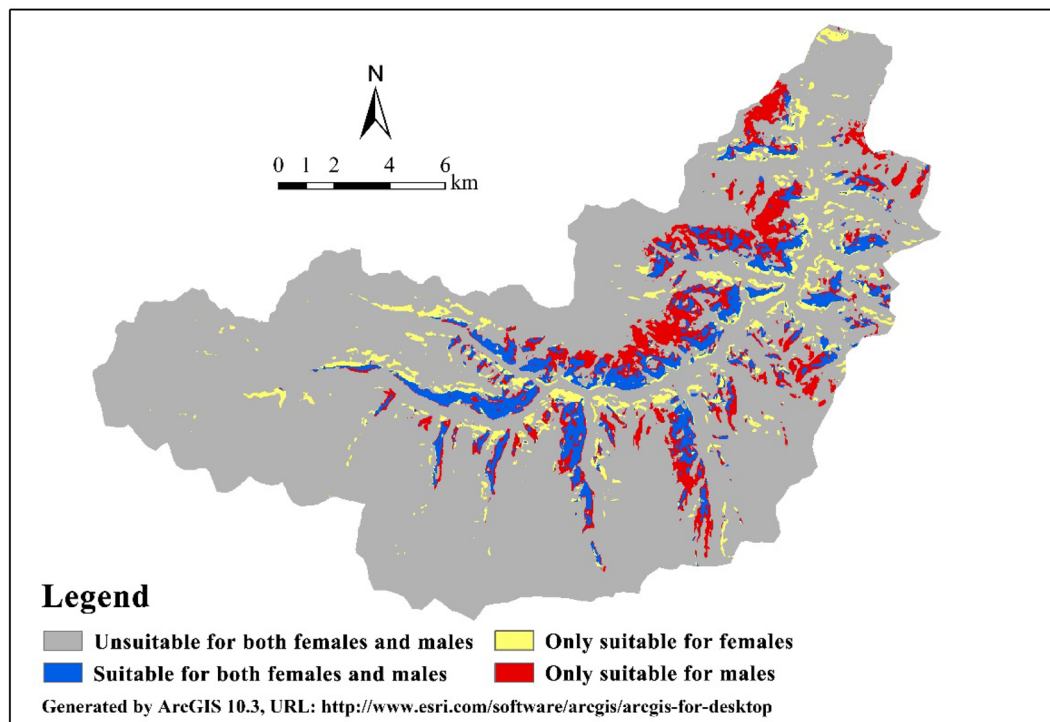 N
0 1 2 4 6
km
Legend
Unsuitable for both females and males
Only suitable for females
Suitable for both females and males
Only suitable for males
Generated by ArcGIS 10.3, URL: http://www.esri.com/software/arcgis/arcgis-for-desktop